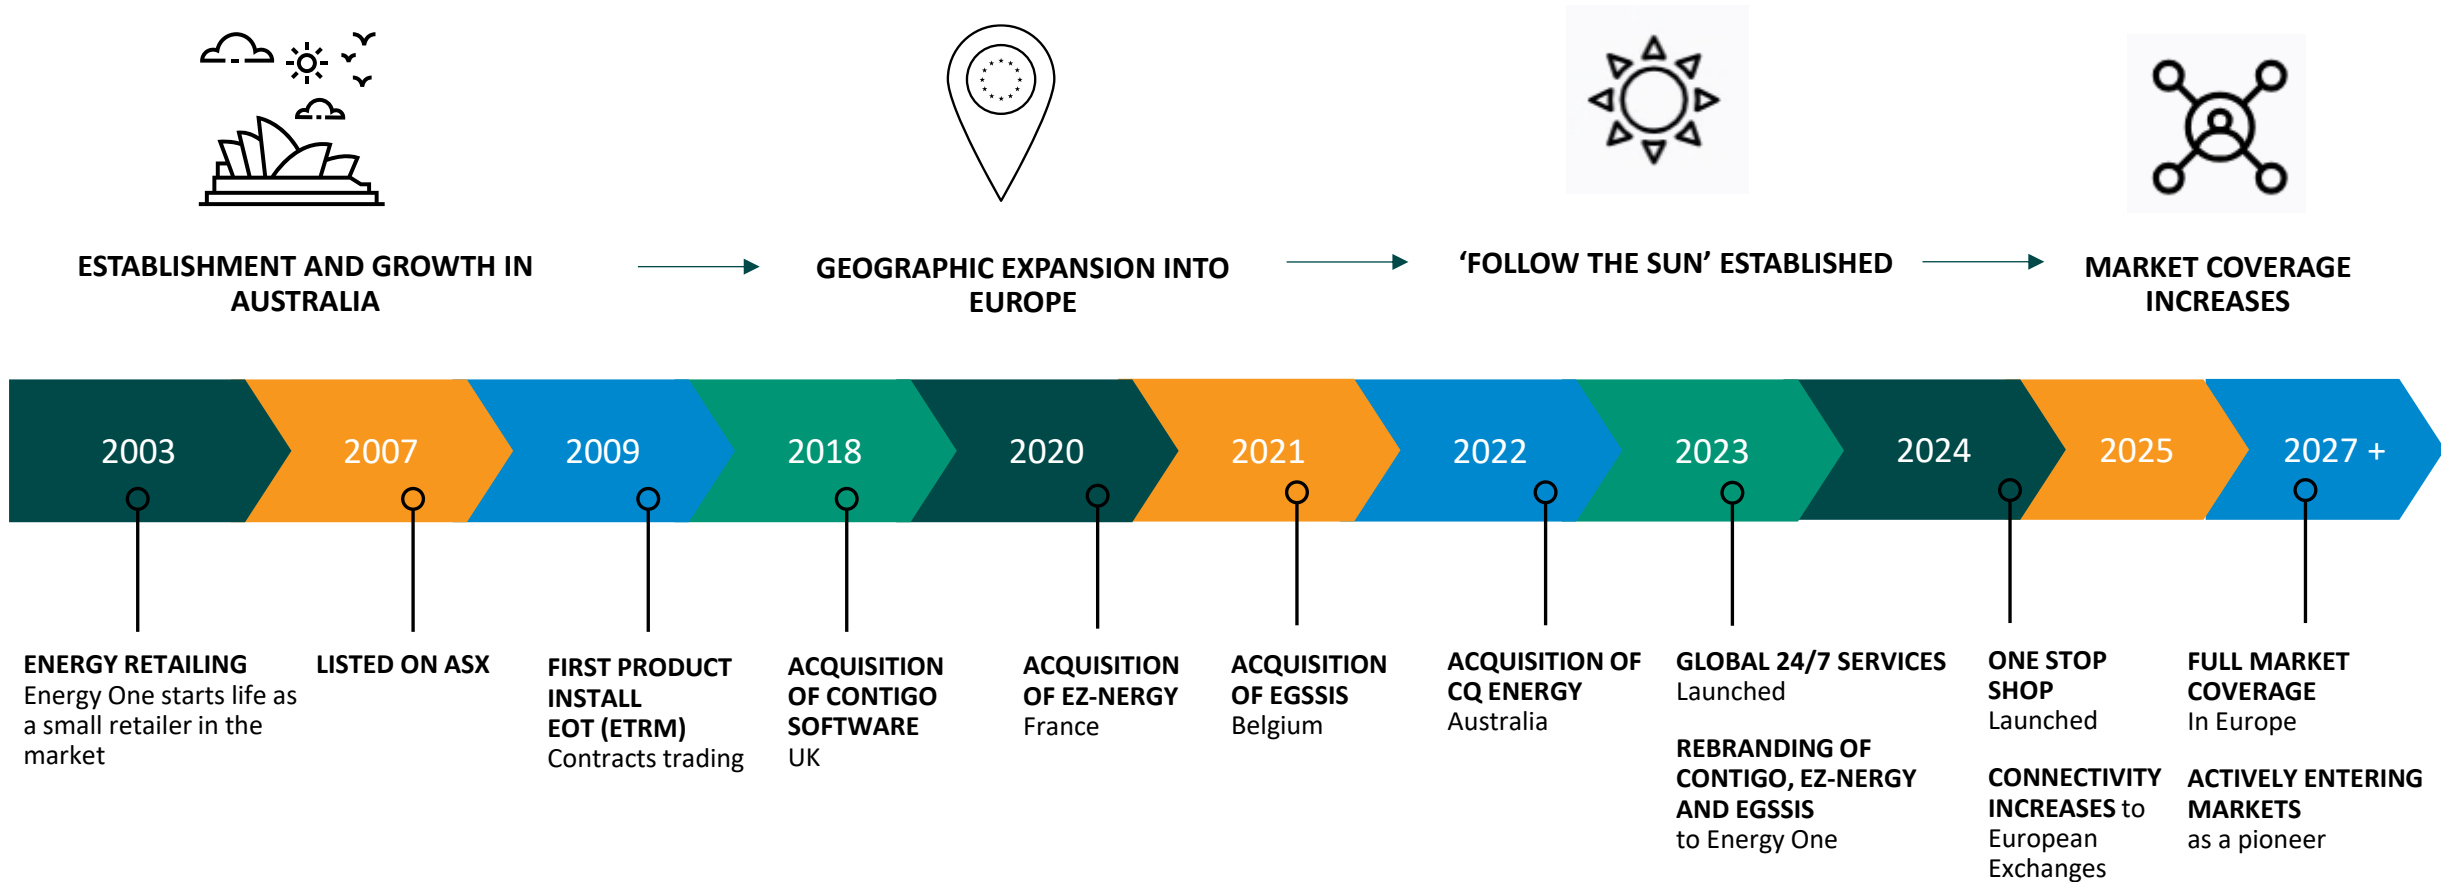 ESTABLISHMENT AND GROWTH IN
AUSTRALIA
GEOGRAPHIC EXPANSION INTO
EUROPE
‘FOLLOW THE SUN’ ESTABLISHED
MARKET COVERAGE
INCREASES
2003
2007
2009
2018
2020
2021
2022
2023
2024
2025
2027 +
ENERGY RETAILING
Energy One starts life as
a small retailer in the
market
LISTED ON ASX
FIRST PRODUCT
INSTALL
EOT (ETRM)
Contracts trading
ACQUISITION
OF CONTIGO
SOFTWARE
UK
ACQUISITION
OF EZ-NERGY
France
ACQUISITION
OF EGSSIS
Belgium
ACQUISITION OF
CQ ENERGY
Australia
GLOBAL 24/7 SERVICES
Launched
REBRANDING OF
CONTIGO, EZ-NERGY
AND EGSSIS
to Energy One
ONE STOP
SHOP
Launched
CONNECTIVITY
INCREASES to
European
Exchanges
FULL MARKET
COVERAGE
In Europe
ACTIVELY ENTERING
MARKETS
as a pioneer